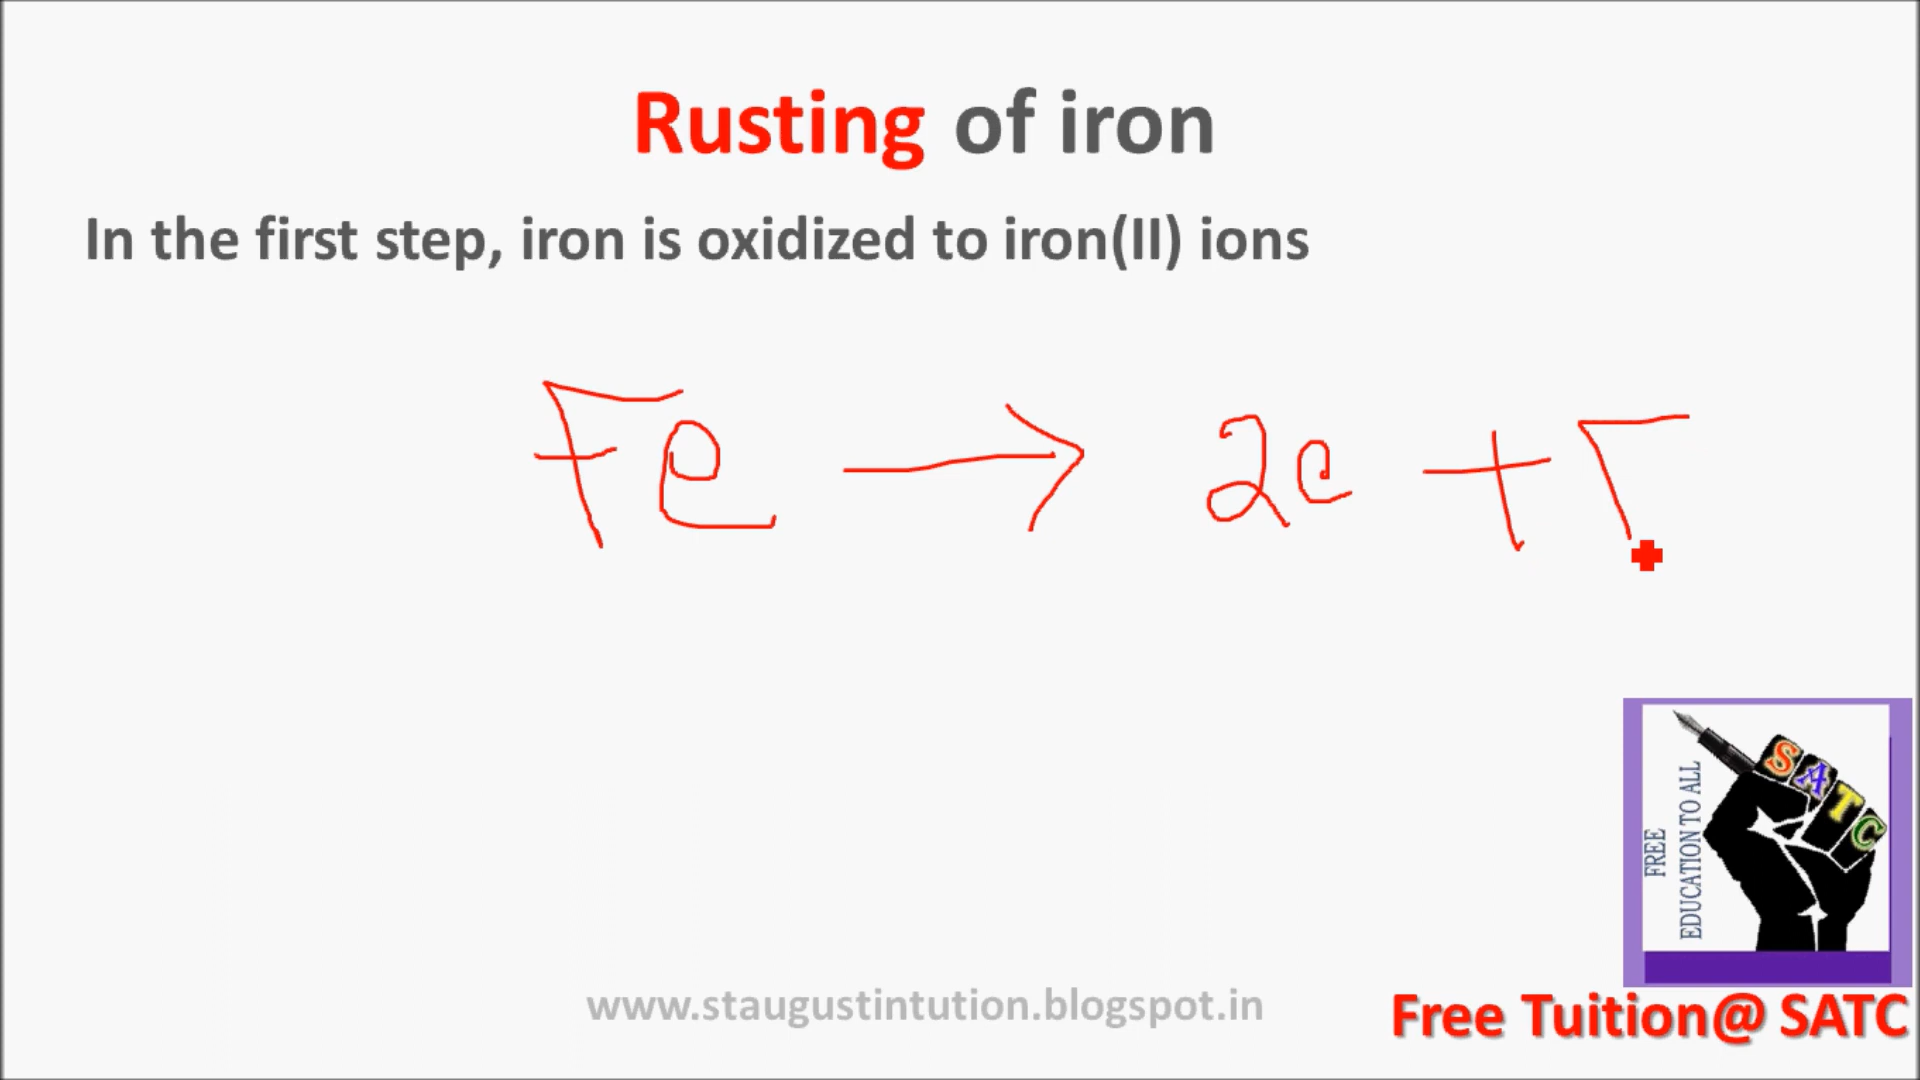 Rusting of iron
In the first step, iron is oxidized to iron(II) ions
Fe → 2e +
FREE
EDUCATION TO ALL
SATC
www.staugustintution.blogspot.in
Free Tuition@ SATC